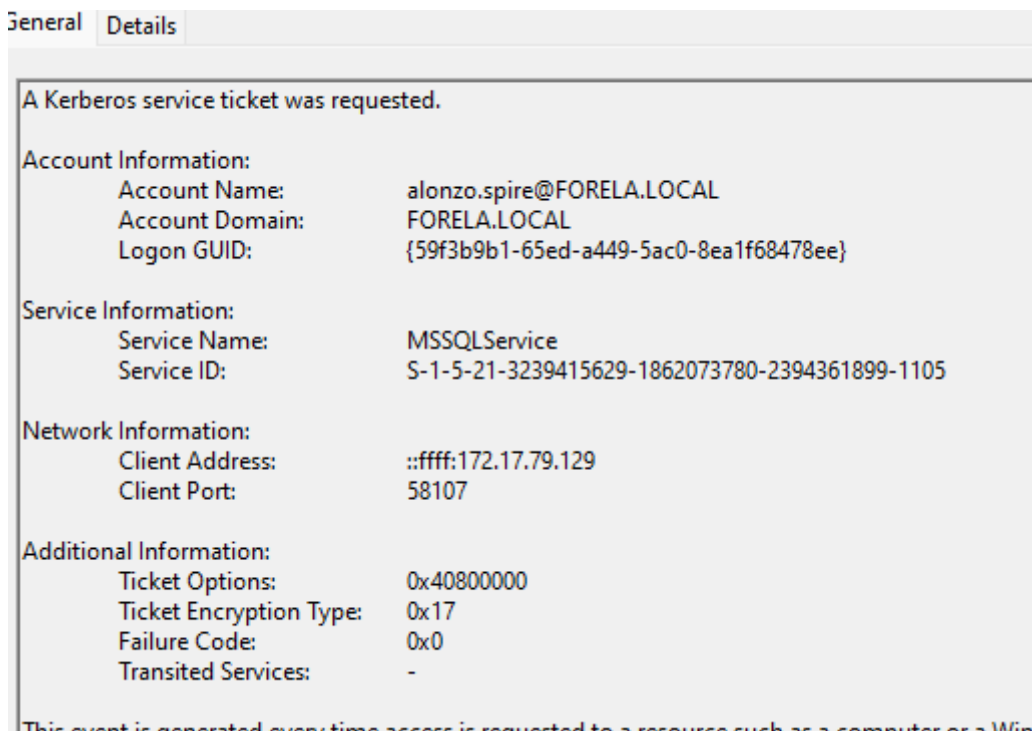 General Details
A Kerberos service ticket was requested.
Account Information:
Account Name: alonzo.spire@FORELA.LOCAL
Account Domain: FORELA.LOCAL
Logon GUID: {59f3b9b1-65ed-a449-5ac0-8ea1f68478ee}
Service Information:
Service Name: MSSQLService
Service ID: S-1-5-21-3239415629-1862073780-2394361899-1105
Network Information:
Client Address: ::ffff:172.17.79.129
Client Port: 58107
Additional Information:
Ticket Options: 0x40800000
Ticket Encryption Type: 0x17
Failure Code: 0x0
Transited Services: -
This event is generated every time access is requested to a resource such as a computer or a Win